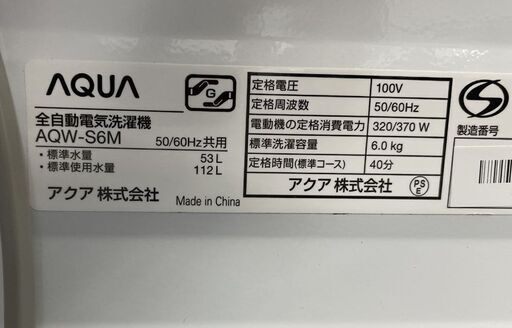 AQUA
G
全自動電気洗濯機
AQW-S6M 50/60Hz共用
・標準水量 53L
・標準使用水量 112L
アクア株式会社
Made in China
定格電圧 100V
定格周波数 50/60Hz
電動機の定格消費電力 320/370 W
標準洗濯容量 6.0 kg
定格時間(標準コース) 40分
アクア株式会社
PS
E
S
製造番号